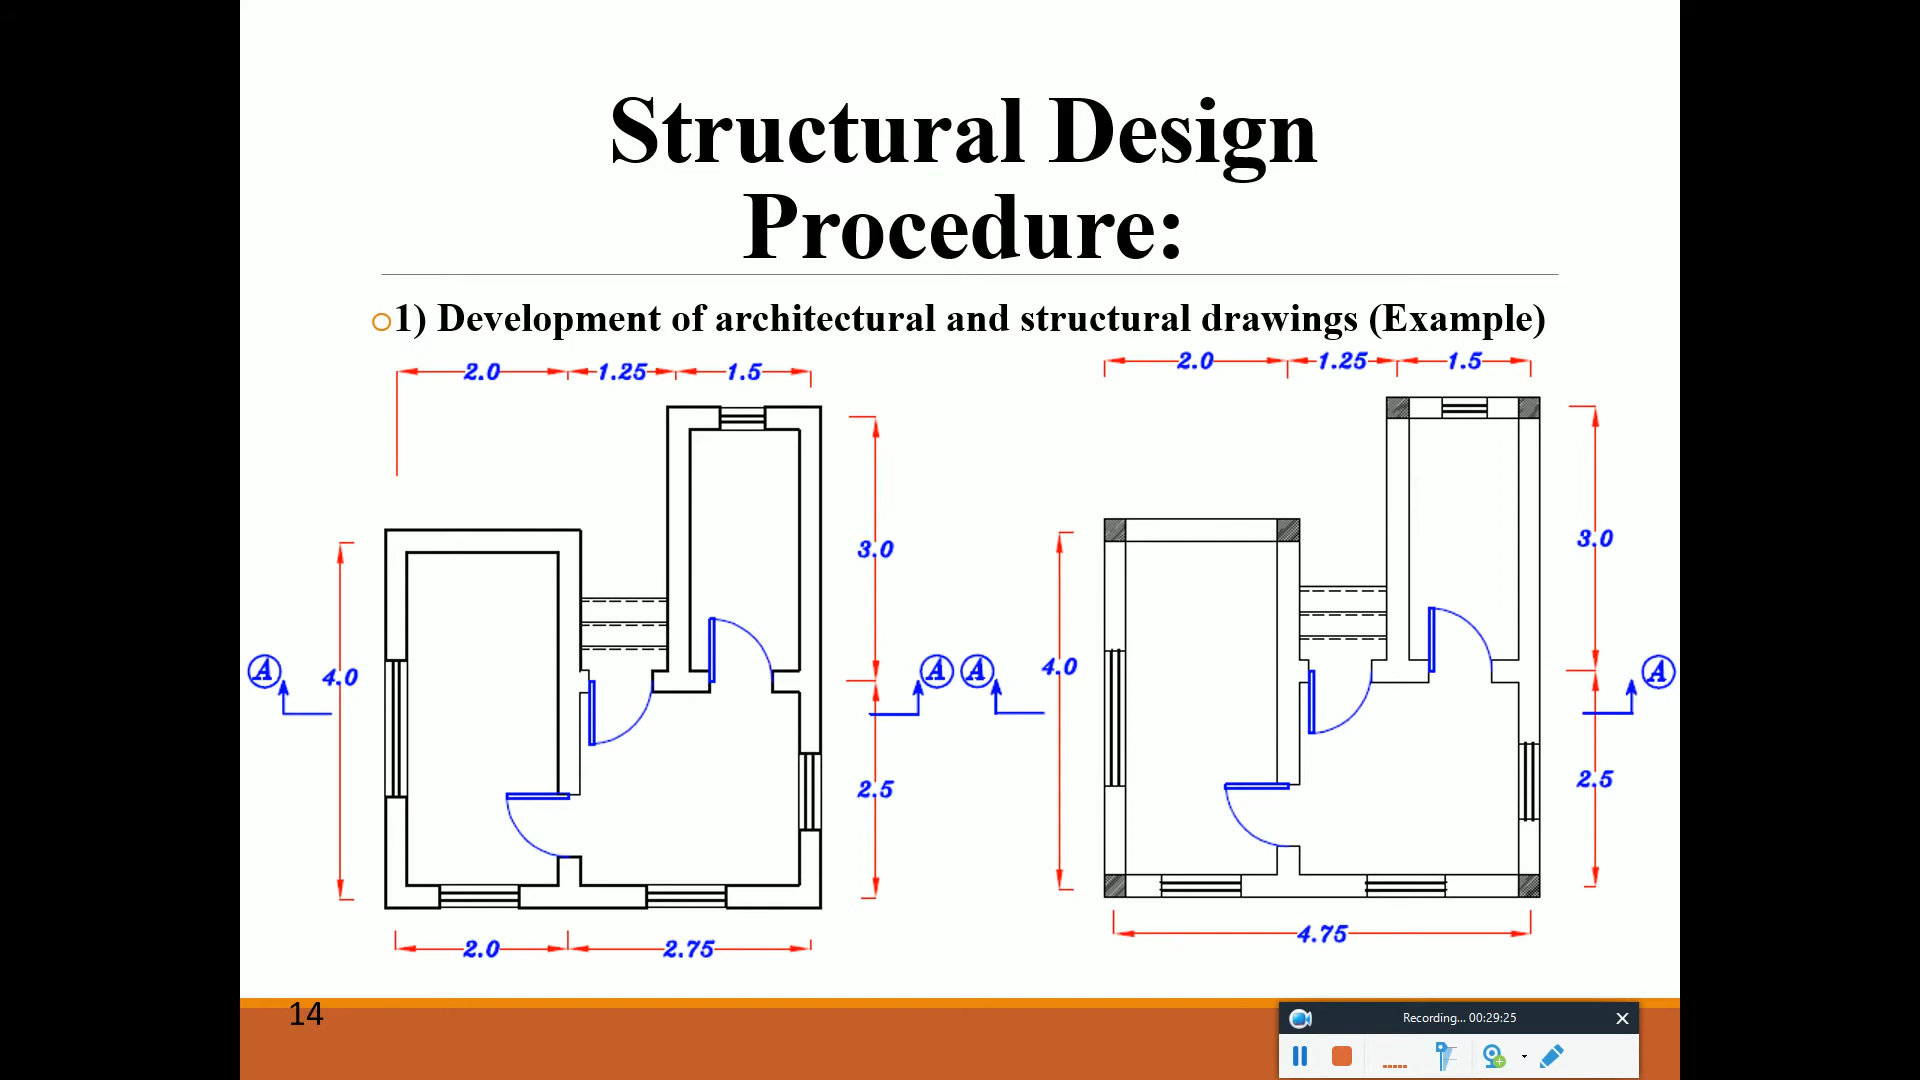 Structural Design
Procedure:
1) Development of architectural and structural drawings (Example)
2.0 1.25 1.5
2.0 1.25 1.5
3.0
3.0
A 4.0 A
A 4.0 A
2.5
2.5
2.0 2.75
4.75
14
Recording... 00:29:25